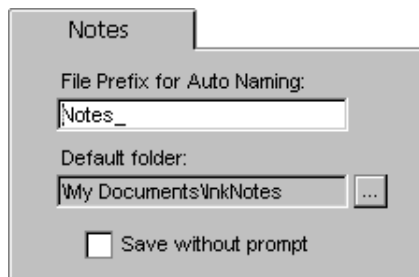 Notes
File Prefix for Auto Naming:
Notes_
Default folder:
\My Documents\InkNotes
...
Save without prompt